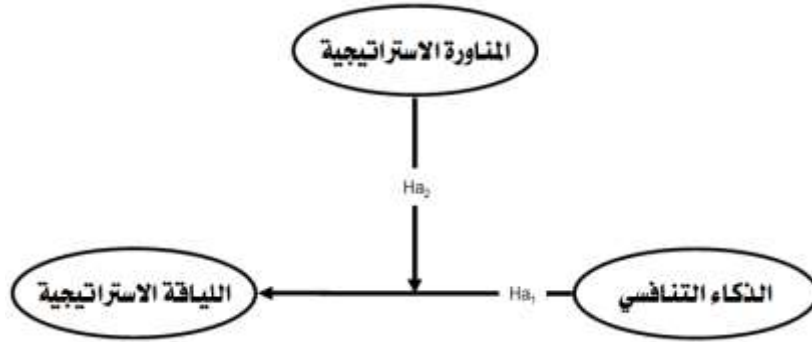 المناورة الاستراتيجية
Ha₂
الذكاء التنافسي
Ha₁
اللياقة الاستراتيجية